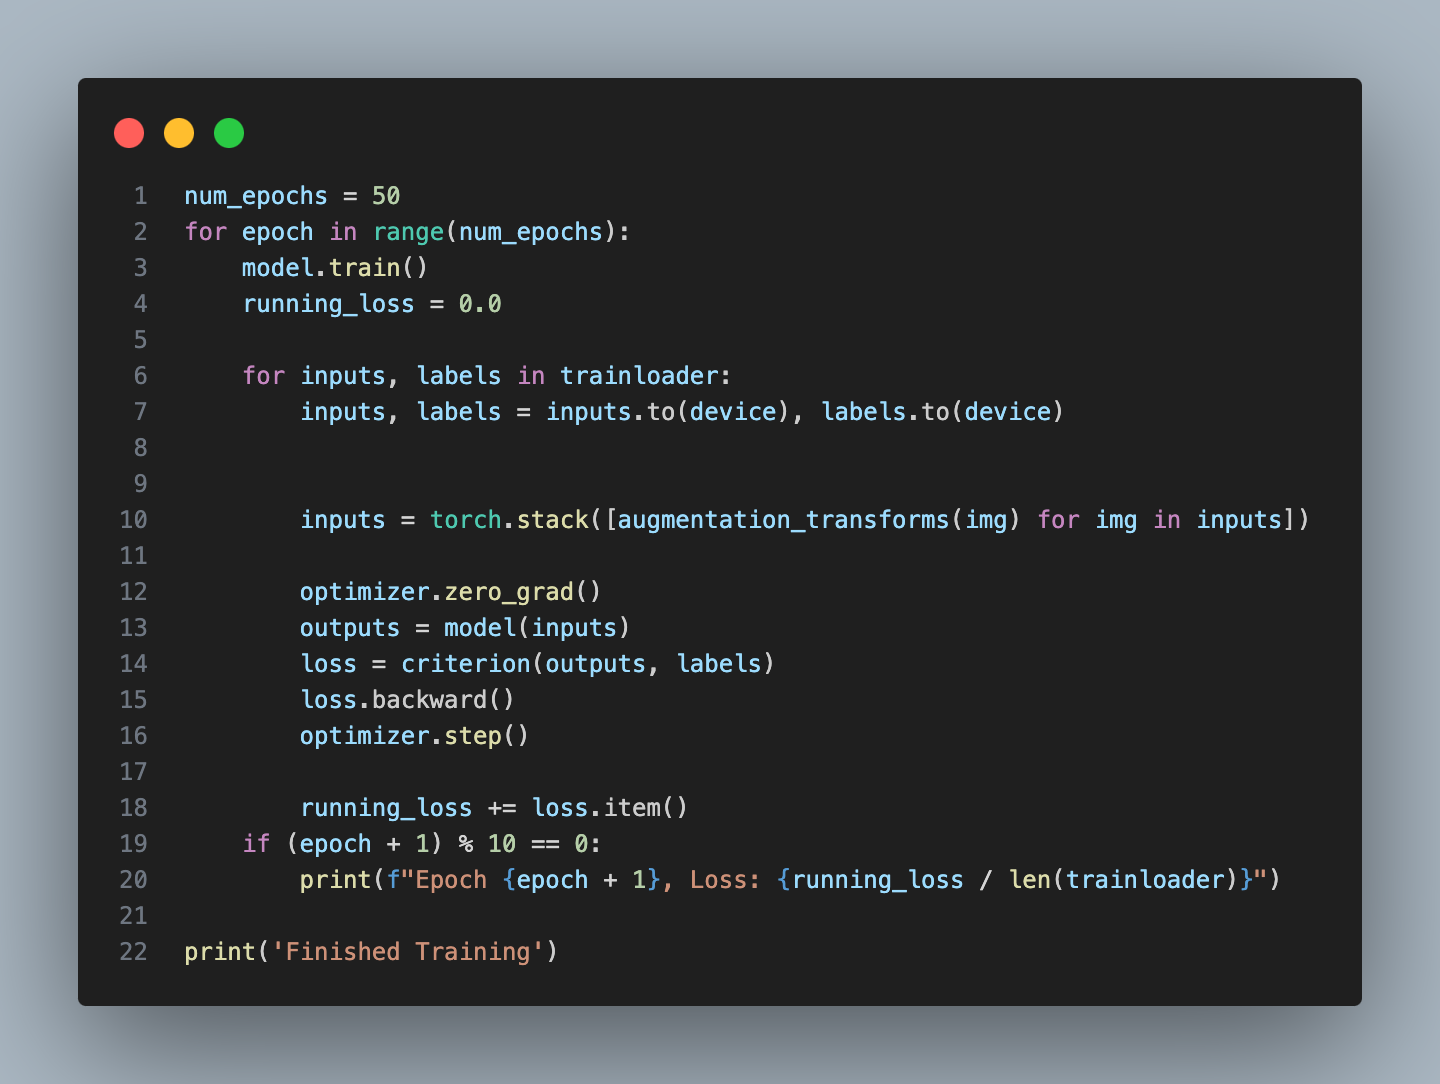 1 num_epochs = 50
2 for epoch in range(num_epochs):
3     model.train()
4     running_loss = 0.0
5
6     for inputs, labels in trainloader:
7         inputs, labels = inputs.to(device), labels.to(device)
8
9
10         inputs = torch.stack([augmentation_transforms(img) for img in inputs])
11
12         optimizer.zero_grad()
13         outputs = model(inputs)
14         loss = criterion(outputs, labels)
15         loss.backward()
16         optimizer.step()
17
18         running_loss += loss.item()
19     if (epoch + 1) % 10 == 0:
20         print(f"Epoch {epoch + 1}, Loss: {running_loss / len(trainloader)}")
21
22 print('Finished Training')